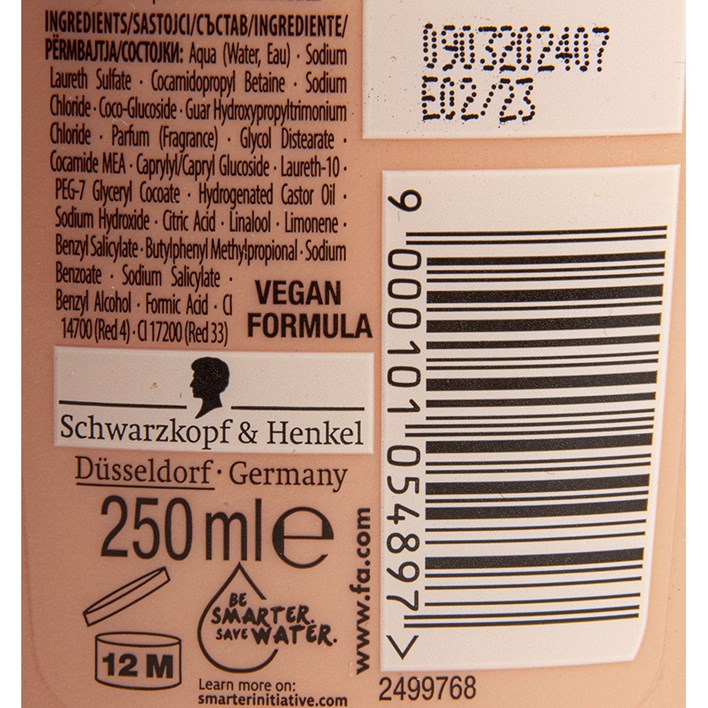 INGREDIENTS/SASTOJCI/СЪСТАВ/INGREDIENTE/
PËRMBAJTJA/СОСТОЈКИ: Aqua (Water, Eau) · Sodium
Laureth Sulfate · Cocamidopropyl Betaine · Sodium
Chloride · Coco-Glucoside · Guar Hydroxypropyltrimonium
Chloride · Parfum (Fragrance) · Glycol Distearate ·
Cocamide MEA · Caprylyl/Capryl Glucoside · Laureth-10 ·
PEG-7 Glyceryl Cocoate · Hydrogenated Castor Oil ·
Sodium Hydroxide · Citric Acid · Linalool · Limonene ·
Benzyl Salicylate · Butylphenyl Methylpropional · Sodium
Benzoate · Sodium Salicylate ·
Benzyl Alcohol · Formic Acid · CI
14700 (Red 4) · CI 17200 (Red 33)
VEGAN
FORMULA
Schwarzkopf & Henkel
Düsseldorf · Germany
250 ml e
12 M
BE
SMARTER.
SAVE WATER.
Learn more on:
smarterinitiative.com
www.fa.com
0903202407
E02/23
9 000101 054897 >
2499768